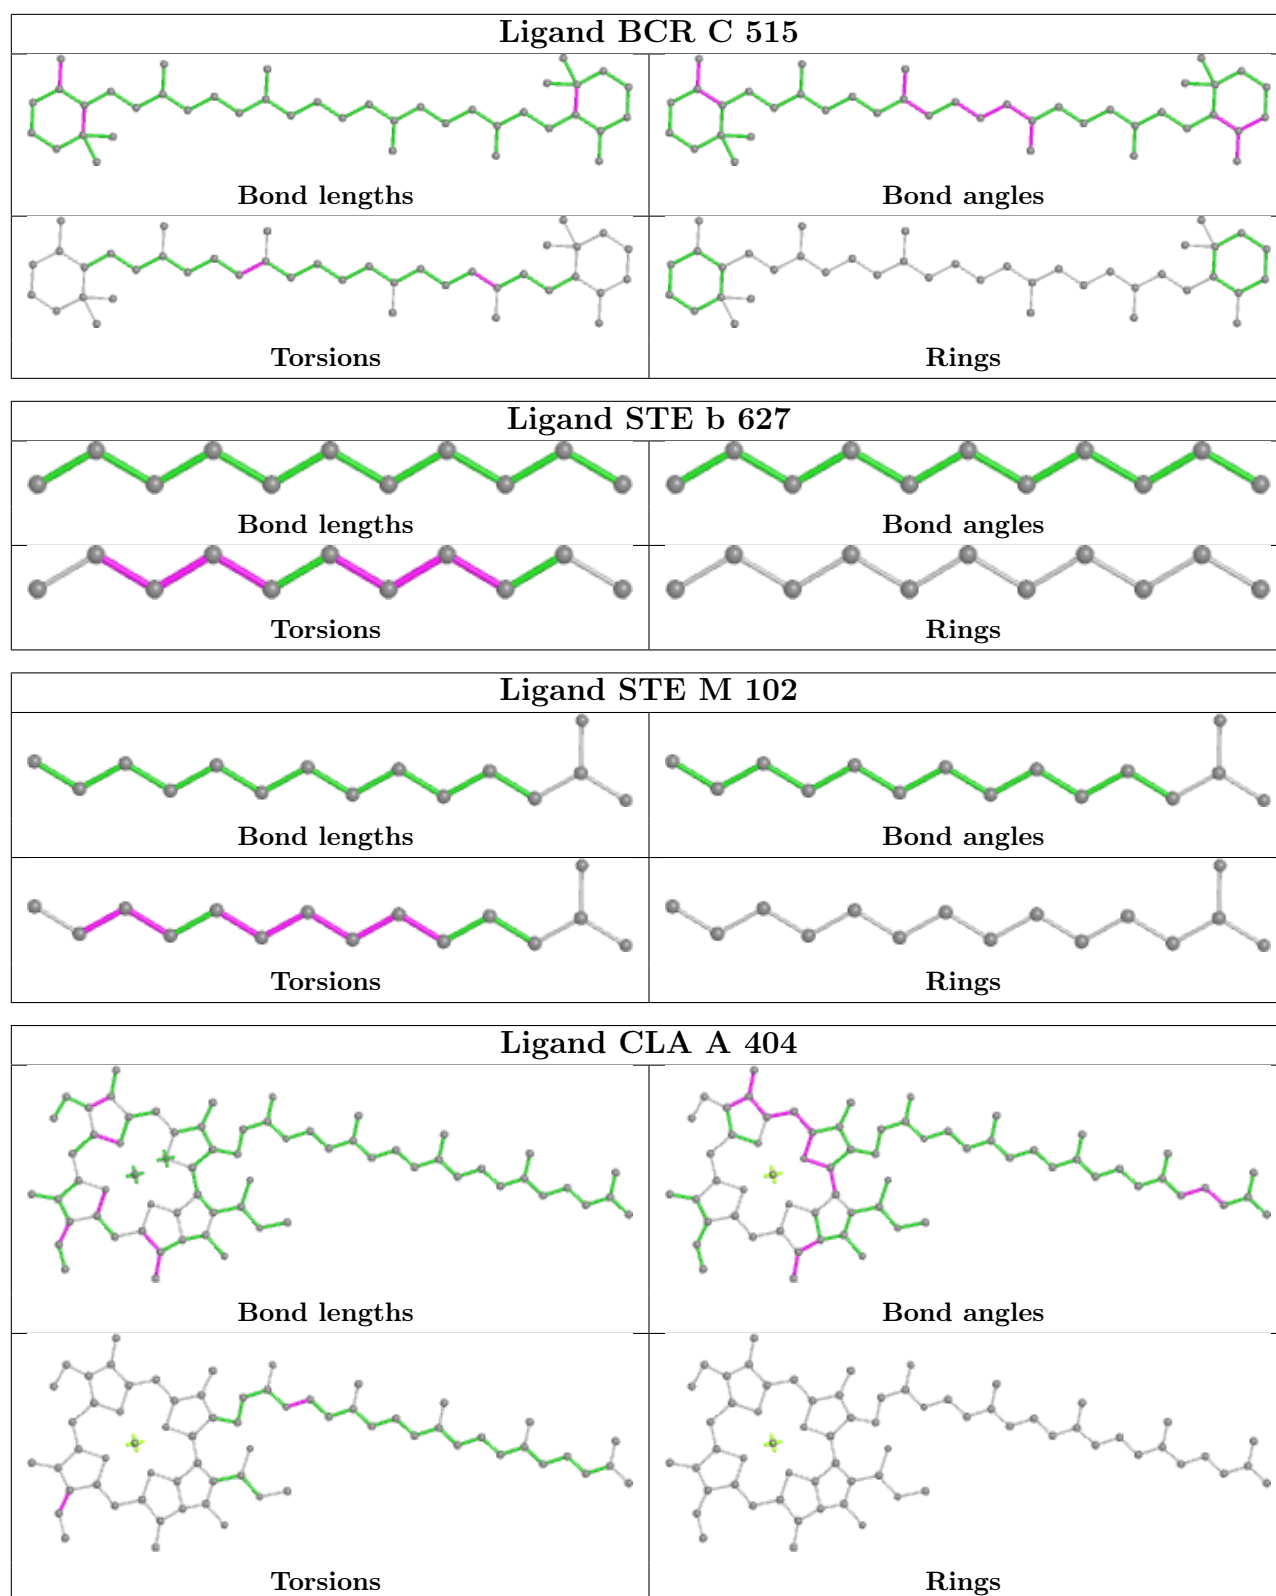 Ligand BCR C 515
Bond lengths
Bond angles
Torsions
Rings
Ligand STE b 627
Bond lengths
Bond angles
Torsions
Rings
Ligand STE M 102
Bond lengths
Bond angles
Torsions
Rings
Ligand CLA A 404
Bond lengths
Bond angles
Torsions
Rings